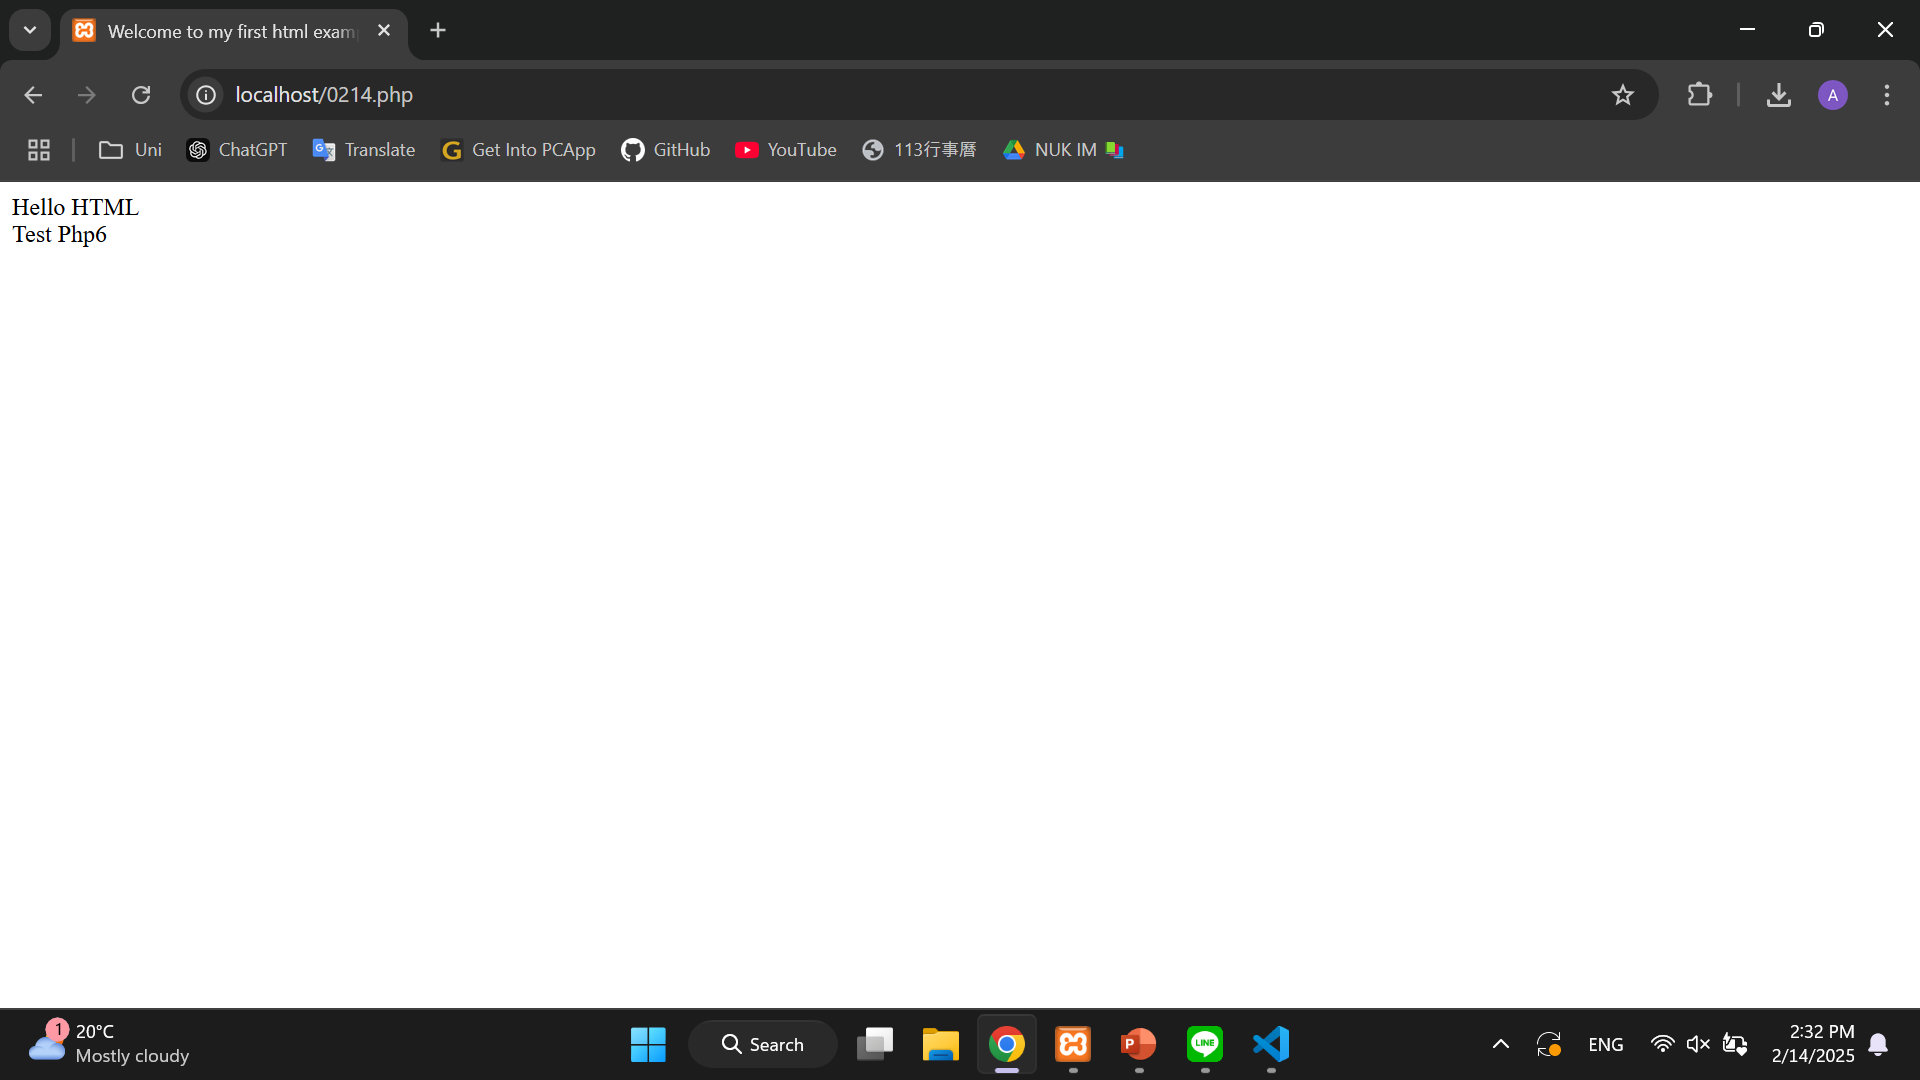 Welcome to my first html exam
localhost/0214.php
A
Uni
ChatGPT
Translate
Get Into PCApp
GitHub
YouTube
113行事曆
NUK IM
Hello HTML
Test Php6
1
20°C
Mostly cloudy
Search
P
LINE
ENG
2:32 PM
2/14/2025